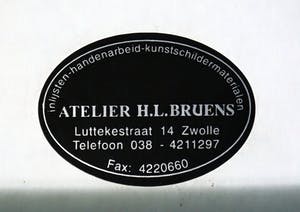 inlijsten-handenarbeid-kunstschildermaterialen
ATELIER H.L.BRUENS
Luttekestraat 14 Zwolle
Telefoon 038 - 4211297
Fax: 4220660